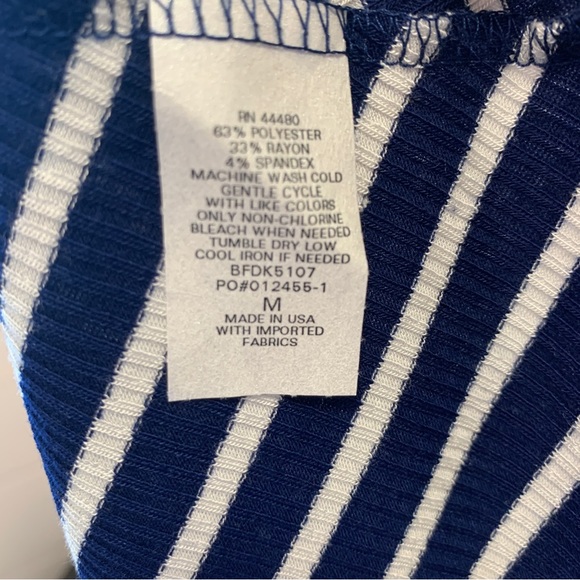 RN 44480
63% POLYESTER
33% RAYON
4% SPANDEX
MACHINE WASH COLD
GENTLE CYCLE
WITH LIKE COLORS
ONLY NON-CHLORINE
BLEACH WHEN NEEDED
TUMBLE DRY LOW
COOL IRON IF NEEDED
BFDK5107
PO#012455-1
M
MADE IN USA
WITH IMPORTED
FABRICS